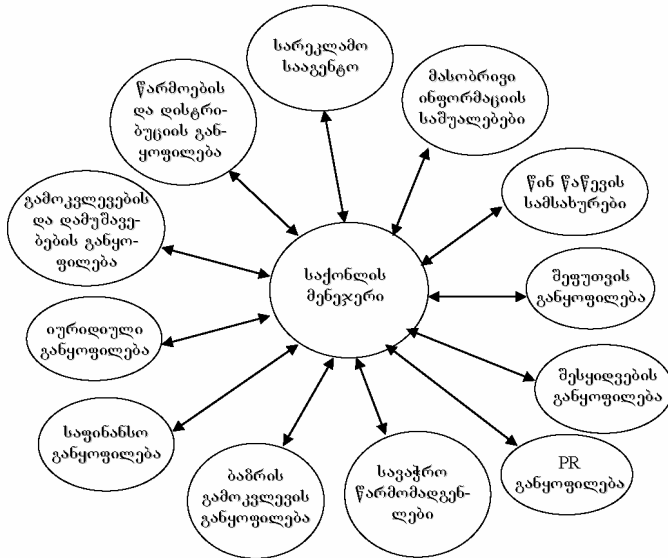 სარეკლამო
სააგენტო
მასობრივი
ინფორმაციის
საშუალებები
წინ წაწევის
სამსახურები
შეფუთვის
განყოფილება
შესყიდვების
განყოფილება
PR
განყოფილება
სავაჭრო
წარმომადგენ-
ლები
ბაზრის
გამოკვლევის
განყოფილება
საფინანსო
განყოფილება
იურიდიული
განყოფილება
გამოკვლევების
და დამუშავე-
ბების განყო-
ფილება
წარმოების
და დისტრი-
ბუციის გან-
ყოფილება
საქონლის
მენეჯერი